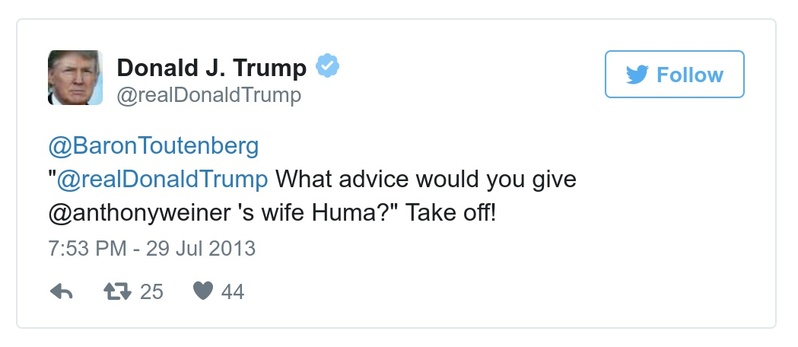 Donald J. Trump
@realDonaldTrump
Follow
@BaronToutenberg
"@realDonaldTrump What advice would you give
@anthonyweiner 's wife Huma?" Take off!
7:53 PM - 29 Jul 2013
25 44